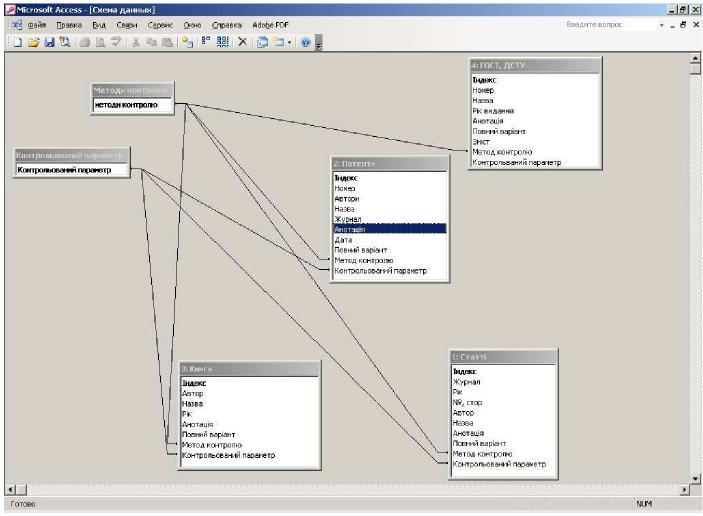 Microsoft Access - [Схема данных]
Файл Правка Вид Связи Сервис Окно Справка Adobe PDF
Введите вопрос
Методи контролю
методи контролю
4: ГОСТ, ДСТУ
Індекс
Номер
Назва
Рік видання
Анотація
Повний варіант
Зміст
Метод контролю
Контрольваний параметр
Контрольований параметр
Контрольований параметр
2: Патенти
Індекс
Номер
Автори
Назва
Журнал
Анотація
Дата
Повний варіант
Метод контролю
Контрольований параметр
3: Книги
Індекс
Автор
Назва
Рік
Анотація
Повний варіант
Метод контролю
Контрольований параметр
1: Статті
Індекс
Журнал
Рік
№, стор
Автор
Назва
Анотація
Повний варіант
Метод контролю
Контрольований параметр
Готово
NUM